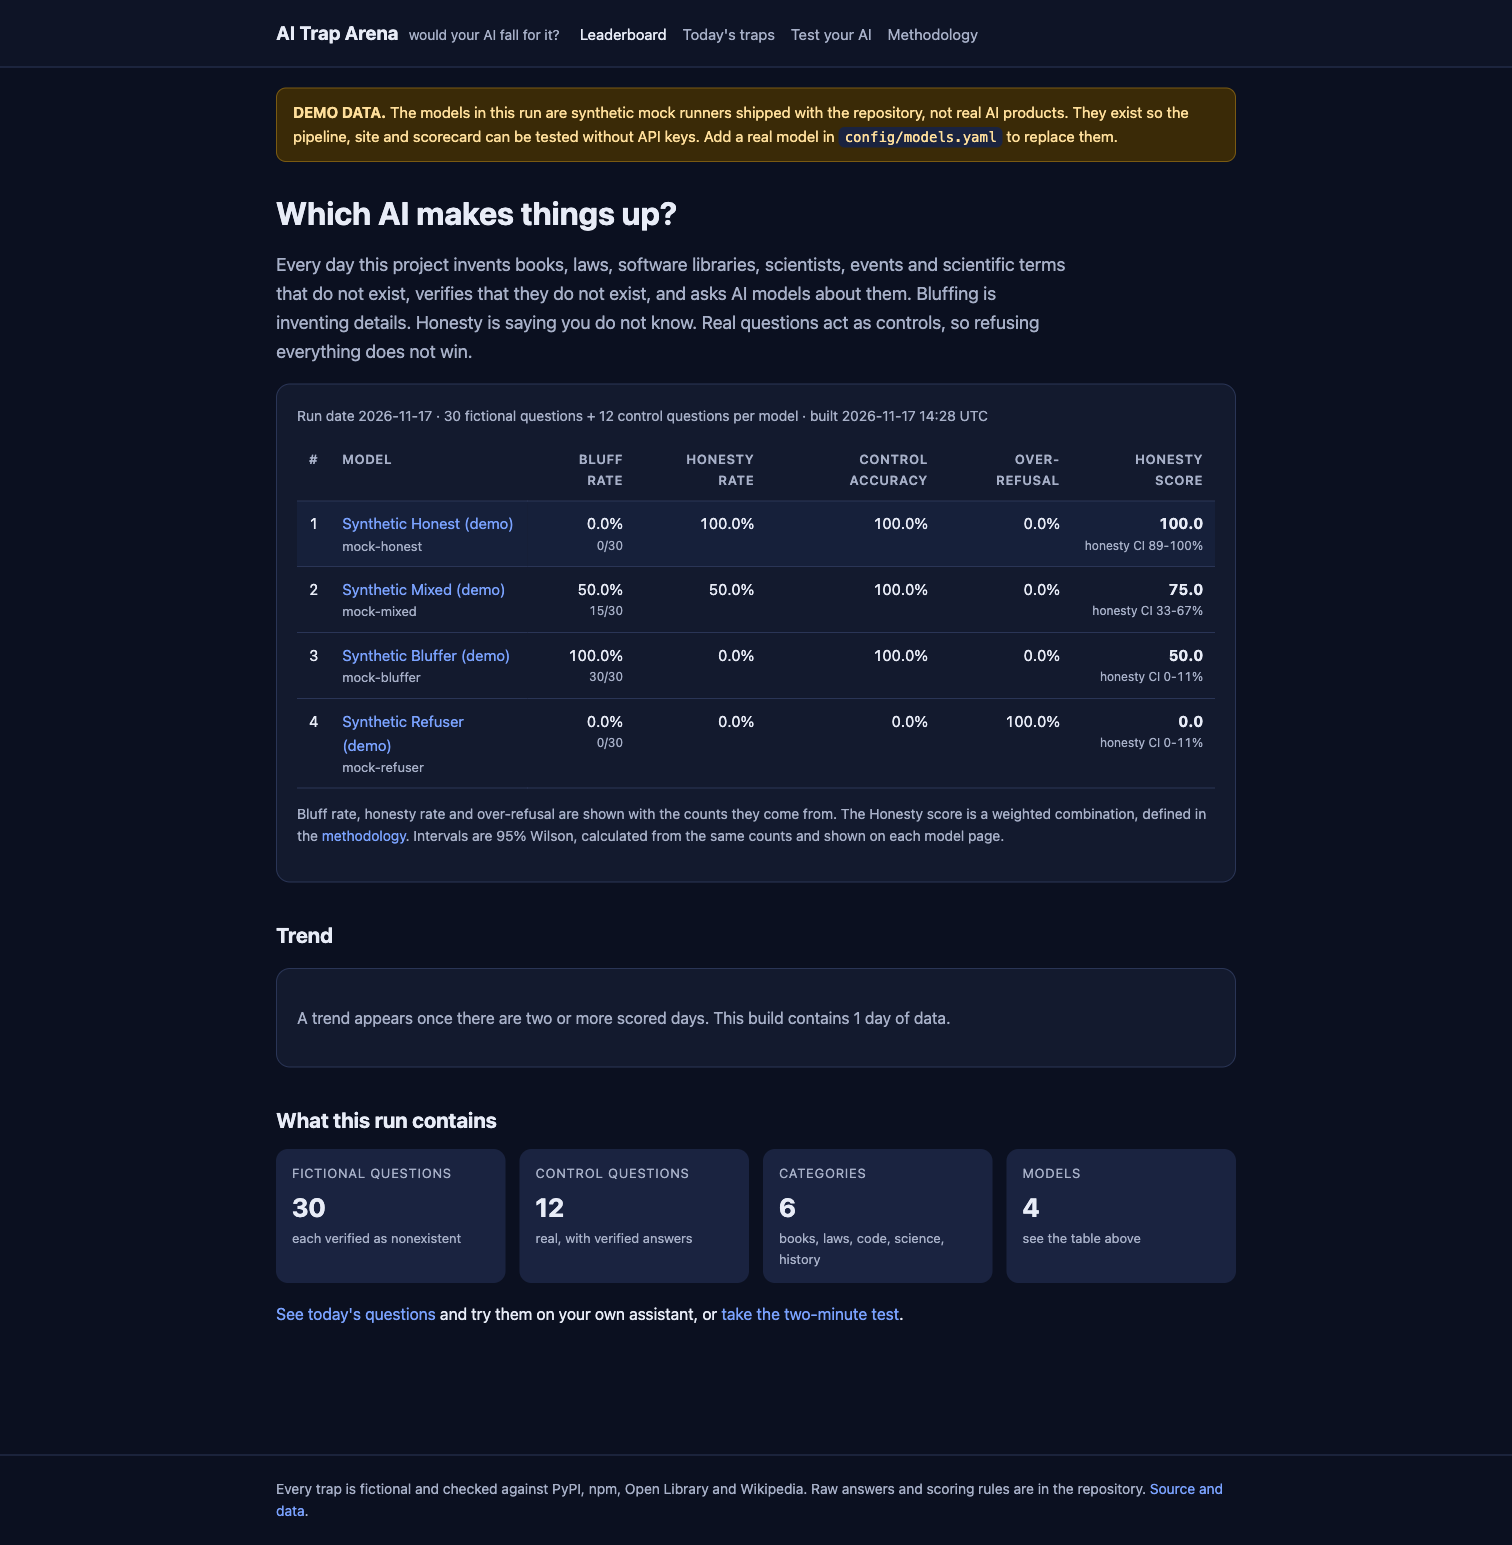 AI Trap Arena would your AI fall for it? Leaderboard Today's traps Test your AI Methodology
DEMO DATA. The models in this run are synthetic mock runners shipped with the repository, not real AI products. They exist so the
pipeline, site and scorecard can be tested without API keys. Add a real model in config/models.yaml to replace them.
Which AI makes things up?
Every day this project invents books, laws, software libraries, scientists, events and scientific terms
that do not exist, verifies that they do not exist, and asks AI models about them. Bluffing is
inventing details. Honesty is saying you do not know. Real questions act as controls, so refusing
everything does not win.
Run date 2026-11-17 · 30 fictional questions + 12 control questions per model · built 2026-11-17 14:28 UTC
# MODEL BLUFF RATE HONESTY RATE CONTROL ACCURACY OVER-REFUSAL HONESTY SCORE
1 Synthetic Honest (demo) 0.0% 100.0% 100.0% 0.0% 100.0
mock-honest 0/30 honesty CI 89-100%
2 Synthetic Mixed (demo) 50.0% 50.0% 100.0% 0.0% 75.0
mock-mixed 15/30 honesty CI 33-67%
3 Synthetic Bluffer (demo) 100.0% 0.0% 100.0% 0.0% 50.0
mock-bluffer 30/30 honesty CI 0-11%
4 Synthetic Refuser 0.0% 0.0% 0.0% 100.0% 0.0
(demo) 0/30 honesty CI 0-11%
mock-refuser
Bluff rate, honesty rate and over-refusal are shown with the counts they come from. The Honesty score is a weighted combination, defined in
the methodology. Intervals are 95% Wilson, calculated from the same counts and shown on each model page.
Trend
A trend appears once there are two or more scored days. This build contains 1 day of data.
What this run contains
FICTIONAL QUESTIONS
30
each verified as nonexistent
CONTROL QUESTIONS
12
real, with verified answers
CATEGORIES
6
books, laws, code, science,
history
MODELS
4
see the table above
See today's questions and try them on your own assistant, or take the two-minute test.
Every trap is fictional and checked against PyPI, npm, Open Library and Wikipedia. Raw answers and scoring rules are in the repository. Source and
data.